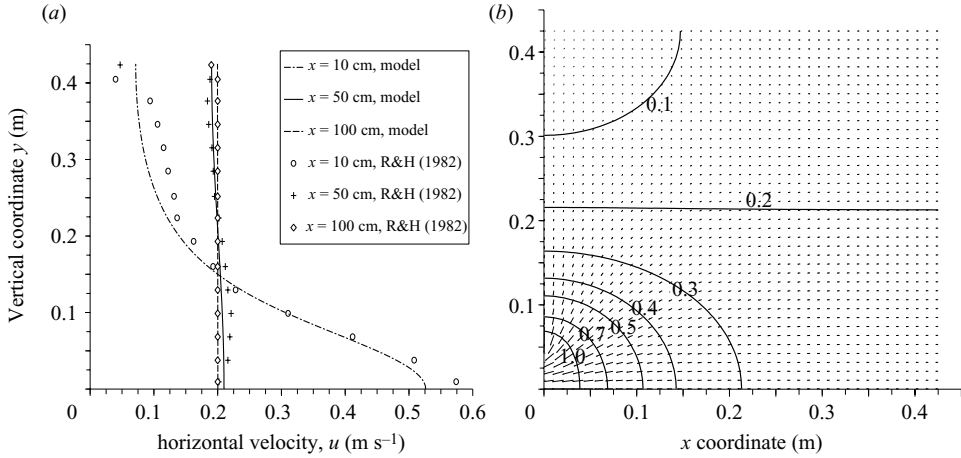 (a)
0.4
0.3
0.2
0.1
0
0.1
0.2
0.3
0.4
0.5
0.6
Vertical coordinate y (m)
horizontal velocity, u (m s–1)
x = 10 cm, model
x = 50 cm, model
x = 100 cm, model
x = 10 cm, R&H (1982)
x = 50 cm, R&H (1982)
x = 100 cm, R&H (1982)
(b)
0.4
0.3
0.2
0.1
0
0.1
0.2
0.3
0.4
x coordinate (m)
0.1
0.2
0.3
0.4
0.5
0.7
1.0